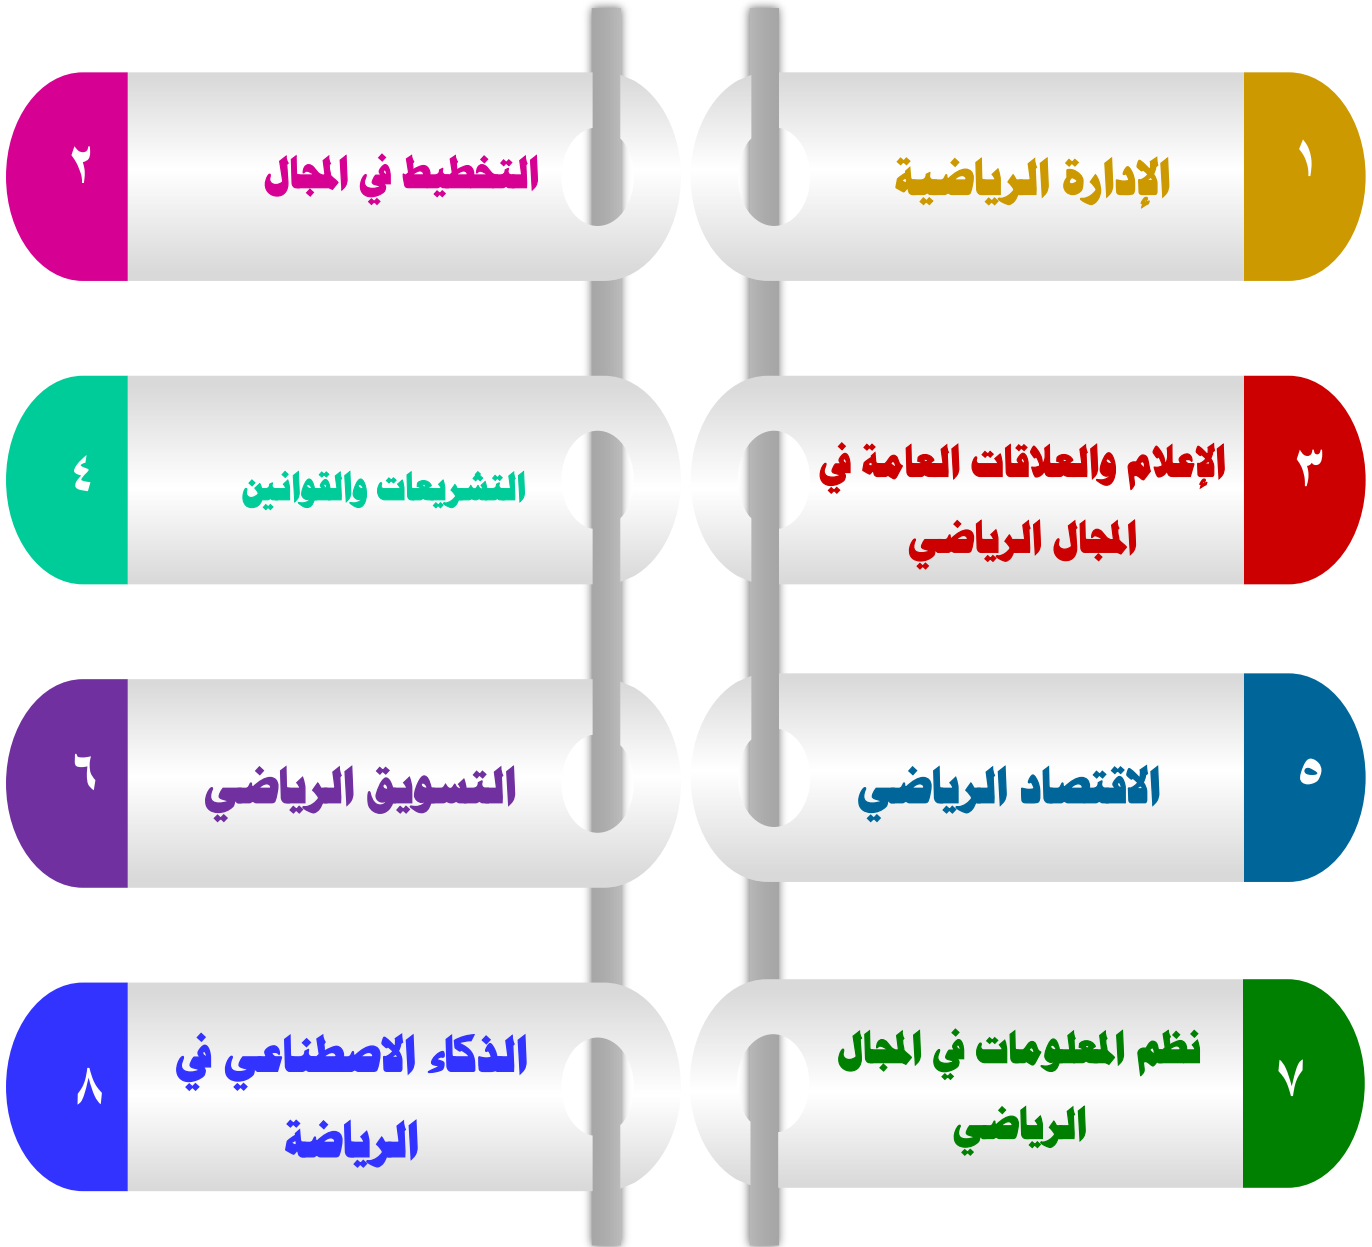 ١
الإدارة الرياضية
٢
التخطيط في المجال
٣
الإعلام والعلاقات العامة في
المجال الرياضي
٤
التشريعات والقوانين
٥
الاقتصاد الرياضي
٦
التسويق الرياضي
٧
نظم المعلومات في المجال
الرياضي
٨
الذكاء الاصطناعي في
الرياضة